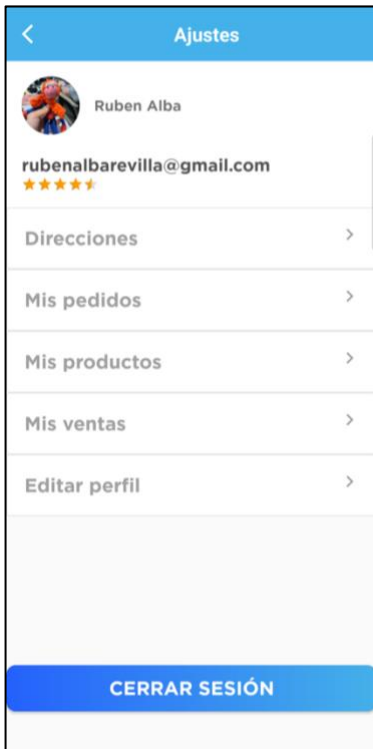 Ajustes
Ruben Alba
rubenalbarevilla@gmail.com
Direcciones
Mis pedidos
Mis productos
Mis ventas
Editar perfil
CERRAR SESIÓN